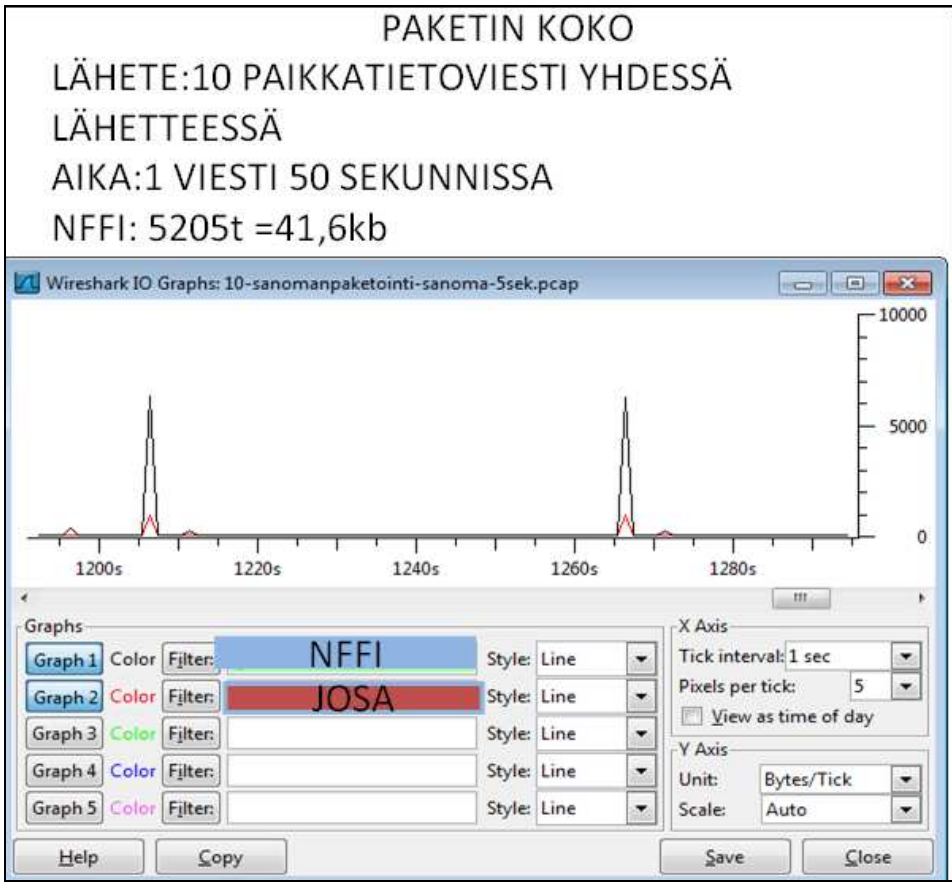 PAKETIN KOKO
LÄHETE:10 PAIKKATIETOVIESTI YHDESSÄ
LÄHETTEESSÄ
AIKA:1 VIESTI 50 SEKUNNISSA
NFFI: 5205t =41,6kb
Wireshark IO Graphs: 10-sanomanpaketointi-sanoma-5sek.pcap
10000
5000
0
1200s 1220s 1240s 1260s 1280s
Graphs
Graph 1 Color Filter: NFFI Style: Line
Graph 2 Color Filter: JOSA Style: Line
Graph 3 Color Filter: Style: Line
Graph 4 Color Filter: Style: Line
Graph 5 Color Filter: Style: Line
X Axis
Tick interval: 1 sec
Pixels per tick: 5
View as time of day
Y Axis
Unit: Bytes/Tick
Scale: Auto
Help Copy Save Close